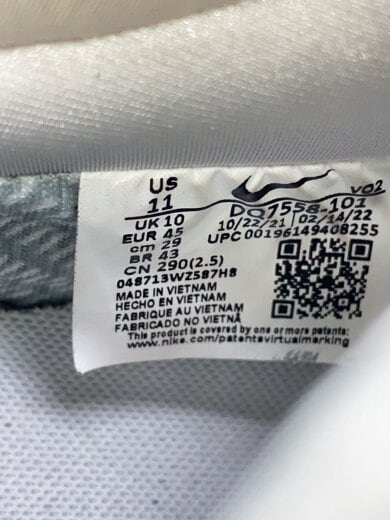 US
11 VO2
UK 10 DQ7558-101
EUR 45 10/22/21 02/14/22
cm 29 UPC 00196149408255
BR 43
CN 290(2.5)
048713WZ587H8
MADE IN VIETNAM
HECHO EN VIETNAM
FABRIQUE AU VIETNAM
FABRICADO NO VIETNÃ
This product is covered by one or more patents:
www.nike.com/patentsvirtualmarking